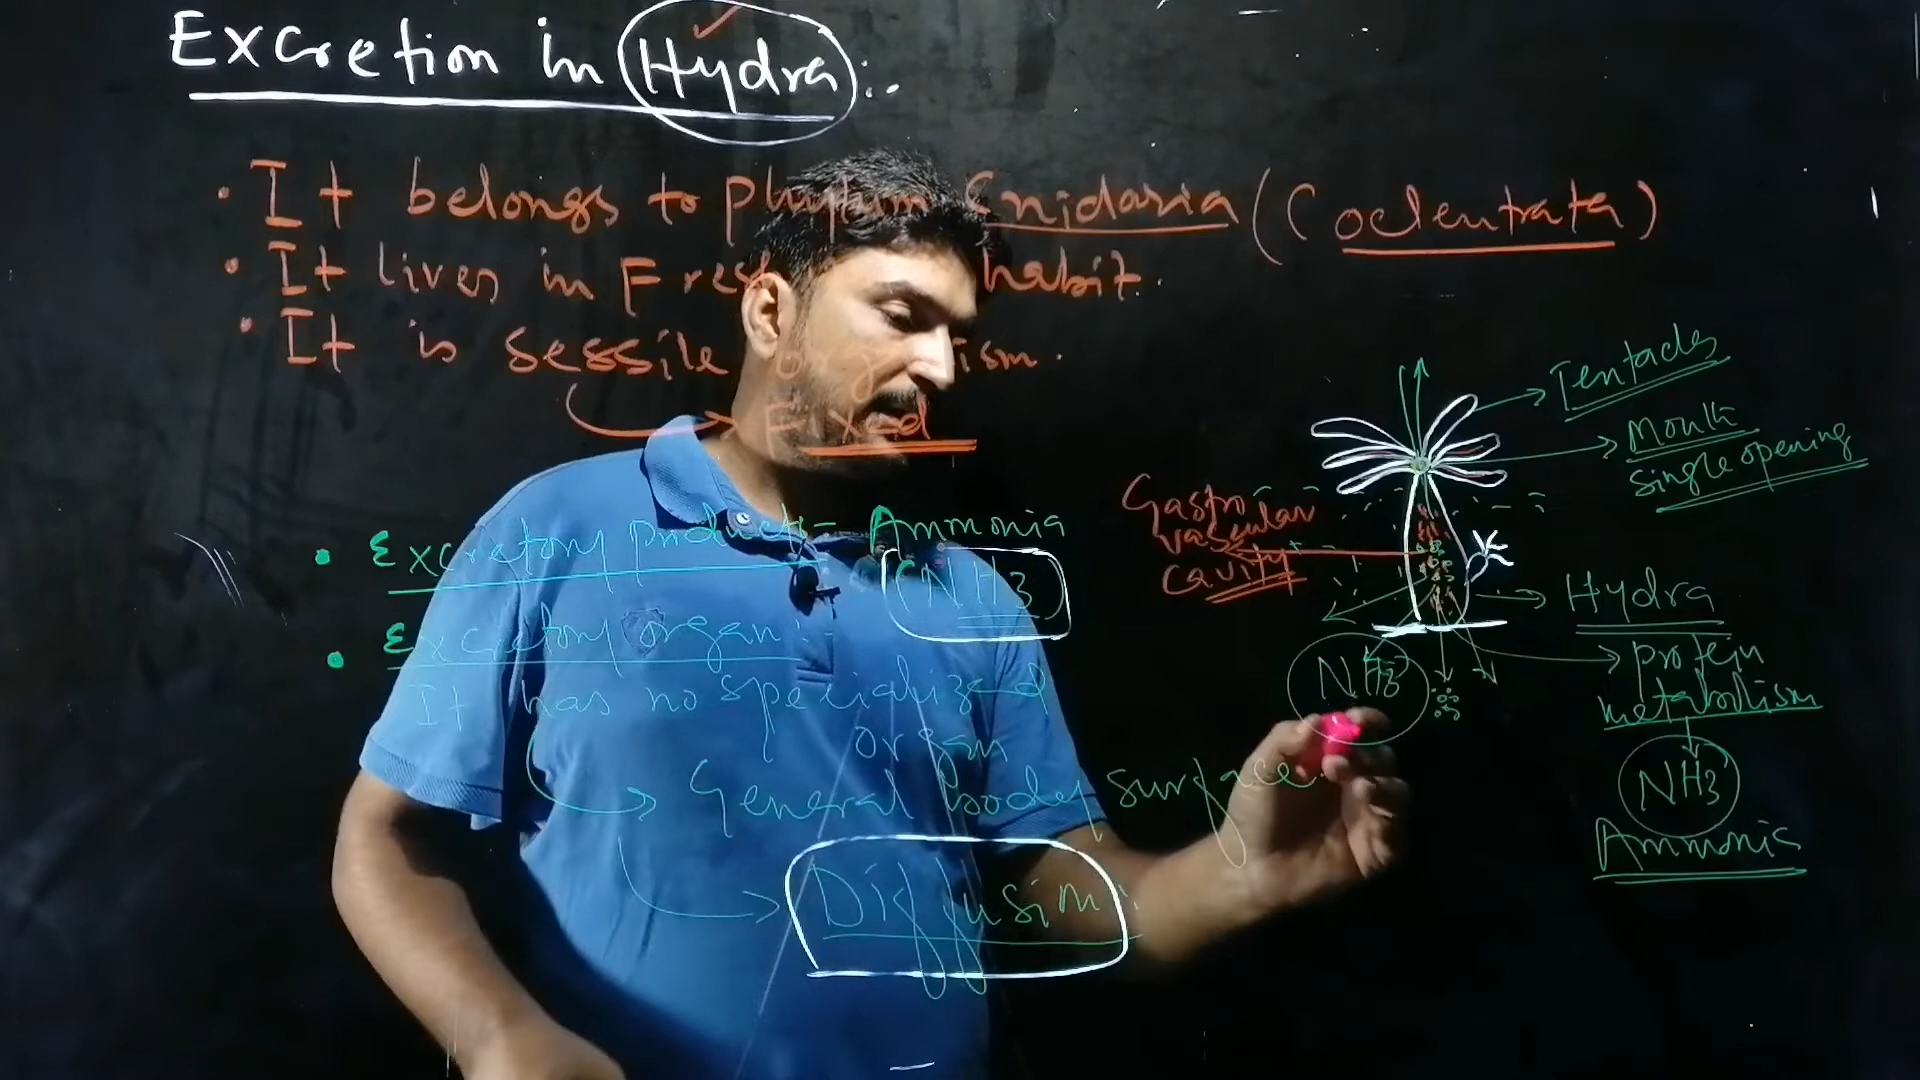 Excretion in Hydra:.
• It belongs to phylum Cnidaria (Coelentrata)
• It lives in Fresh habit.
• It is sessile organism.
Fixed
• Excretory product:- Ammonia
(NH3)
• Excretory organ:-
It has no specialized
organ
General body surface.
Diffusion:
Tentacles
Mouth
single opening
Gastro
vascular
cavity
Hydra
protein
metabolism
NH3
Ammonia
NH3